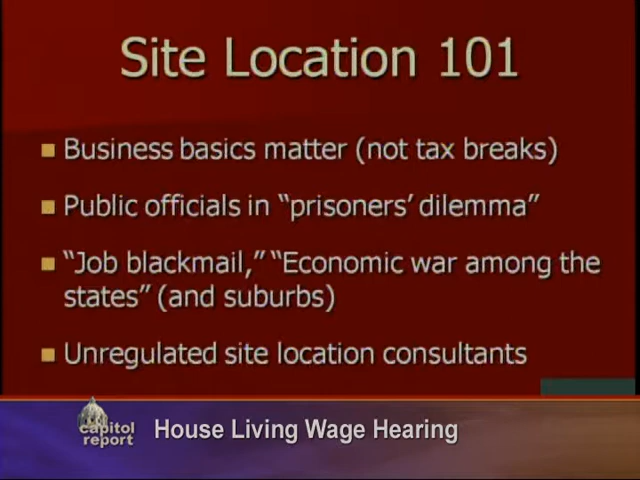 Site Location 101
Business basics matter (not tax breaks)
Public officials in “prisoners’ dilemma”
“Job blackmail,” “Economic war among the
states” (and suburbs)
Unregulated site location consultants
capitol
report
House Living Wage Hearing